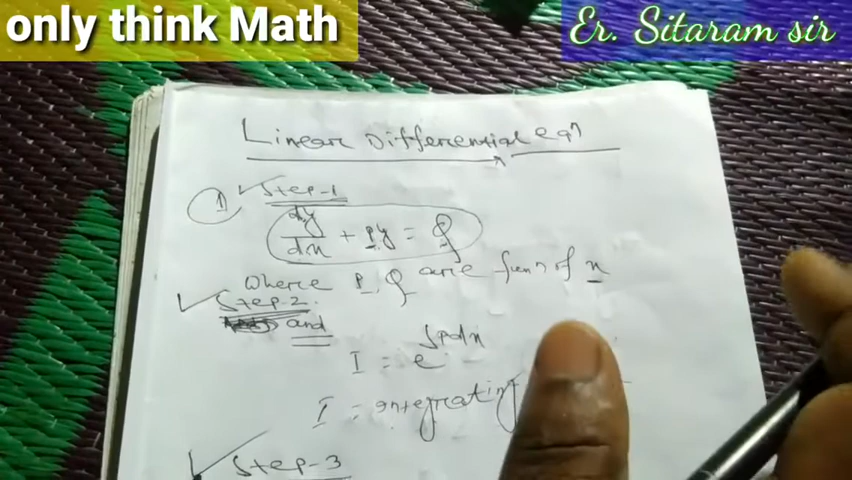 only think Math
Er. Sitaram sir
Linear Differential eqn
① Step-1
dy/dx + Py = Q
Where P, Q are funn of x
Step-2.
and
I = e^∫Pdx
I = integrating
Step-3